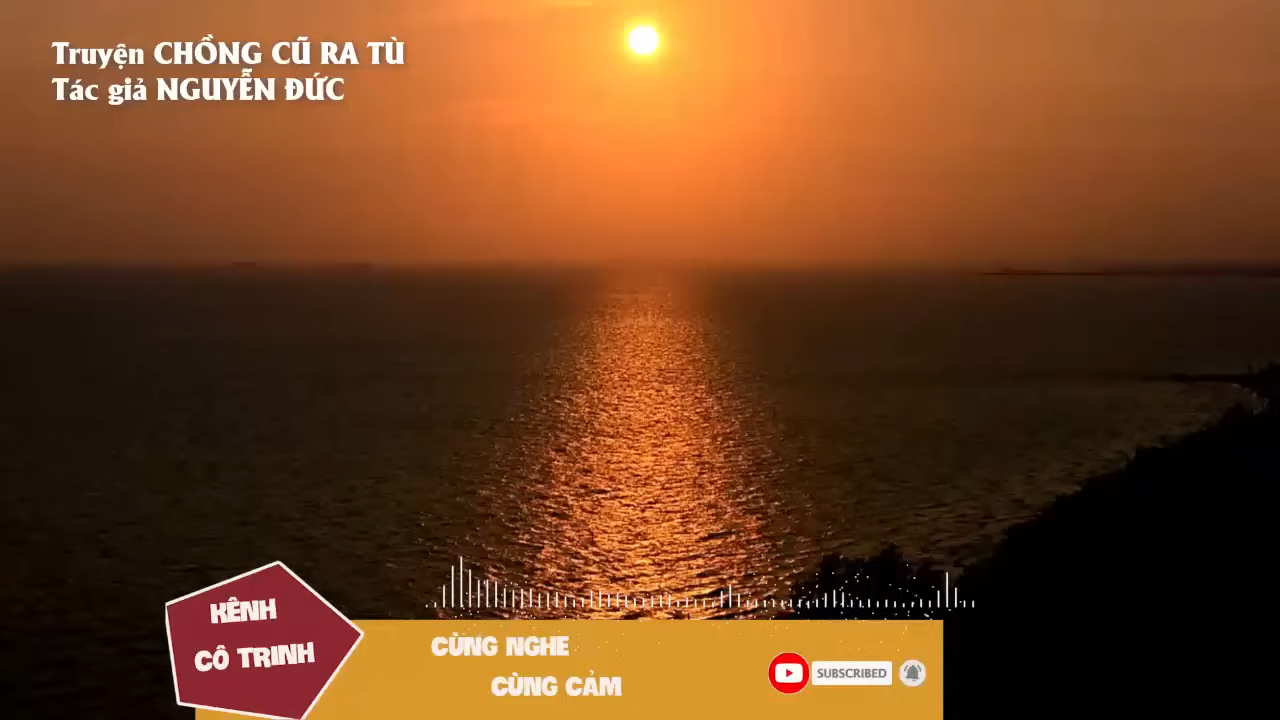 Truyện CHỒNG CŨ RA TÙ
Tác giả NGUYỄN ĐỨC
KÊNH
CÔ TRINH
CÙNG NGHE
CÙNG CẢM
SUBSCRIBED